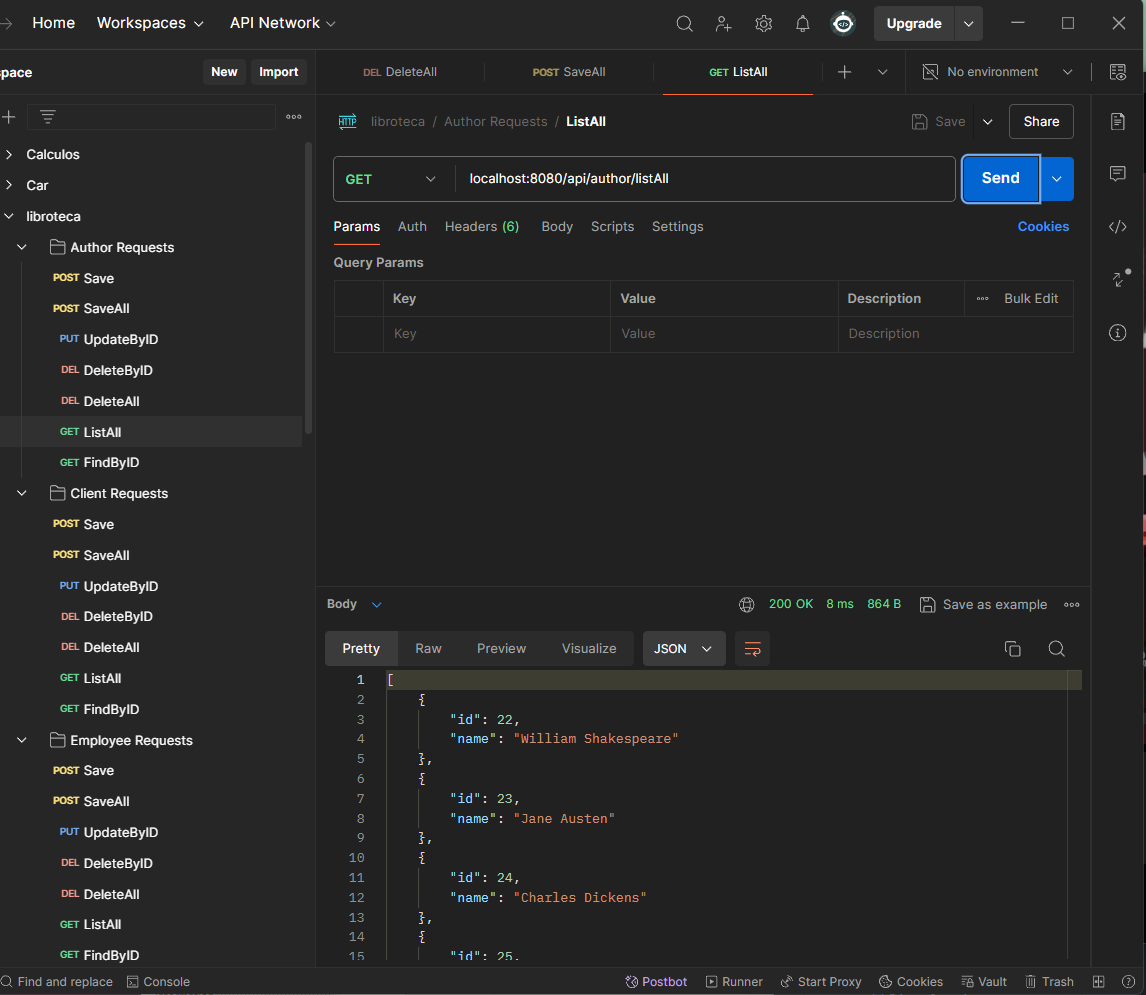 Home Workspaces API Network Upgrade
space New Import DEL DeleteAll POST SaveAll GET ListAll No environment
HTTP libroteca / Author Requests / ListAll Save Share
Calculos
Car
libroteca
Author Requests
POST Save
POST SaveAll
PUT UpdateByID
DEL DeleteByID
DEL DeleteAll
GET ListAll
GET FindByID
Client Requests
POST Save
POST SaveAll
PUT UpdateByID
DEL DeleteByID
DEL DeleteAll
GET ListAll
GET FindByID
Employee Requests
POST Save
POST SaveAll
PUT UpdateByID
DEL DeleteByID
DEL DeleteAll
GET ListAll
GET FindByID
GET localhost:8080/api/author/listAll Send
Params Auth Headers (6) Body Scripts Settings Cookies
Query Params
Key Value Description Bulk Edit
Key Value Description
Body 200 OK 8 ms 864 B Save as example
Pretty Raw Preview Visualize JSON
1 [
2 {
3 "id": 22,
4 "name": "William Shakespeare"
5 },
6 {
7 "id": 23,
8 "name": "Jane Austen"
9 },
10 {
11 "id": 24,
12 "name": "Charles Dickens"
13 },
14 {
15 "id": 25,
Find and replace Console Postbot Runner Start Proxy Cookies Vault Trash